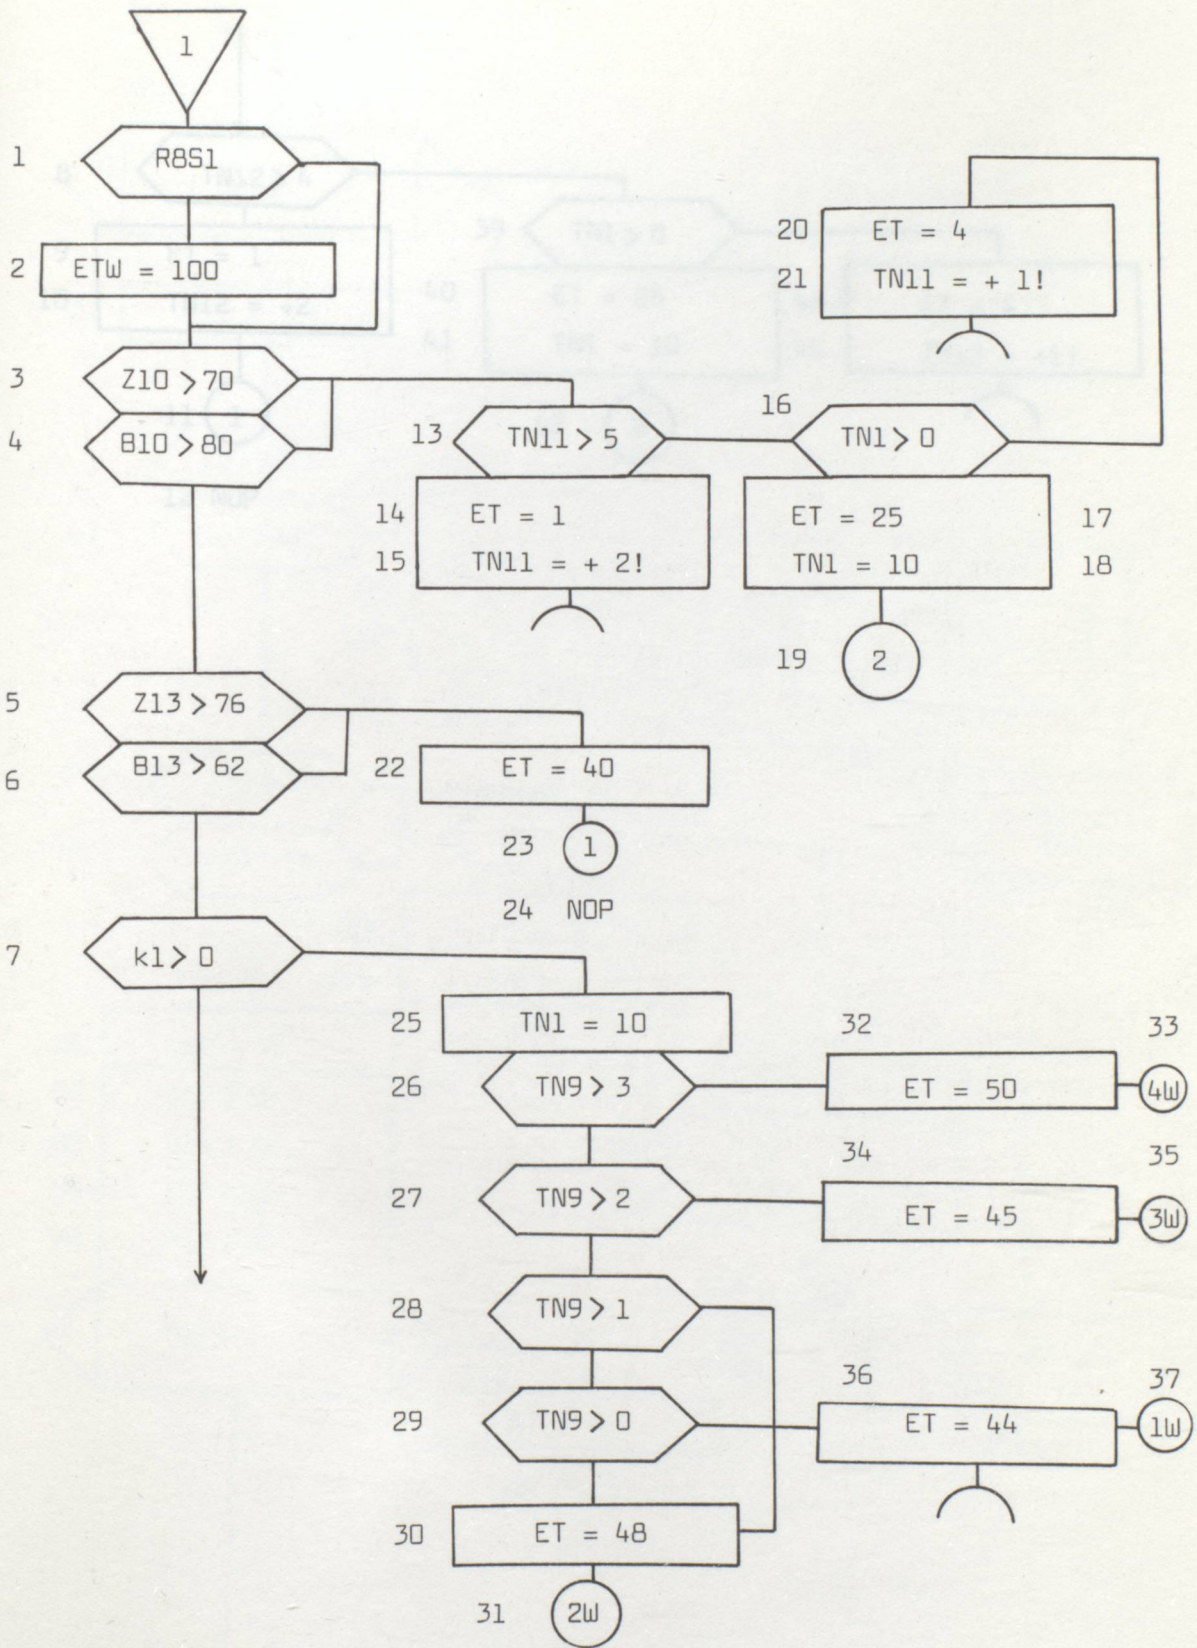 1
1 R8S1
2 ETW = 100
3 Z10 > 70
4 B10 > 80
13 TN11 > 5
14 ET = 1
15 TN11 = + 2!
16 TN1 > 0
ET = 25 17
TN1 = 10 18
19 2
20 ET = 4
21 TN11 = + 1!
5 Z13 > 76
6 B13 > 62
22 ET = 40
23 1
24 NOP
7 k1 > 0
25 TN1 = 10
26 TN9 > 3
32 33
ET = 50 4W
27 TN9 > 2
34 35
ET = 45 3W
28 TN9 > 1
29 TN9 > 0
36 37
ET = 44 1W
30 ET = 48
31 2W